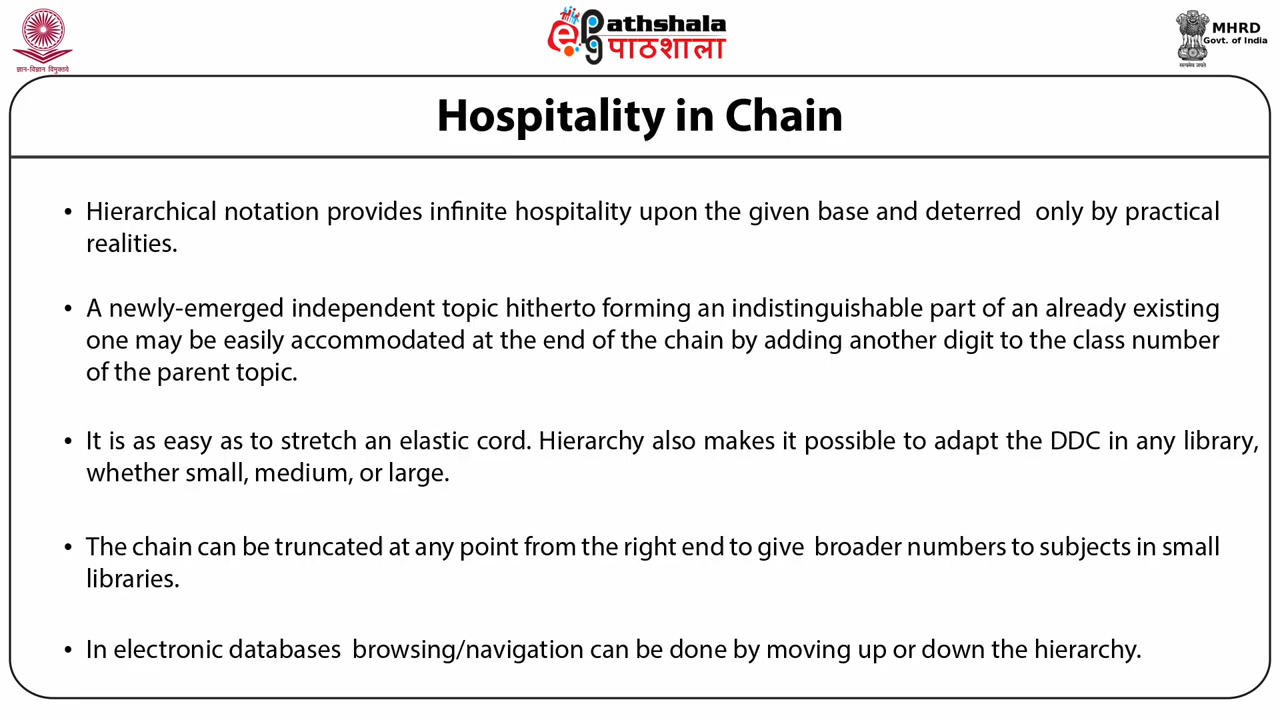 ज्ञान-विज्ञान विमुक्तये
ePathshala
पाठशाला
MHRD
Govt. of India
सत्यमेव जयते
Hospitality in Chain
• Hierarchical notation provides infinite hospitality upon the given base and deterred only by practical
realities.
• A newly-emerged independent topic hitherto forming an indistinguishable part of an already existing
one may be easily accommodated at the end of the chain by adding another digit to the class number
of the parent topic.
• It is as easy as to stretch an elastic cord. Hierarchy also makes it possible to adapt the DDC in any library,
whether small, medium, or large.
• The chain can be truncated at any point from the right end to give broader numbers to subjects in small
libraries.
• In electronic databases browsing/navigation can be done by moving up or down the hierarchy.